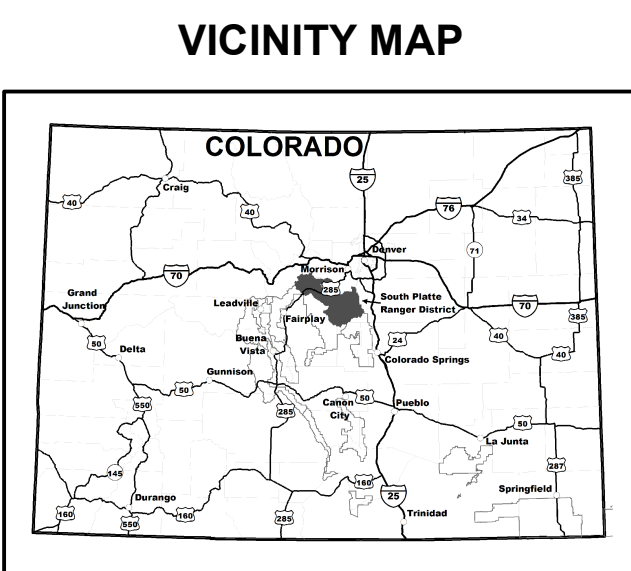 VICINITY MAP
COLORADO
25
385
Craig
76
40
40
34
Denver
71
Morrison
70
285
Grand
Junction
Leadville
South Platte
Ranger District
70
Fairplay
385
50
Buena
Vista
24
40
Delta
40
Colorado Springs
Gunnison
50
550
Canon
City
50
Pueblo
285
50
La Junta
145
287
160
Springfield
Durango
25
160
550
160
285
Trinidad